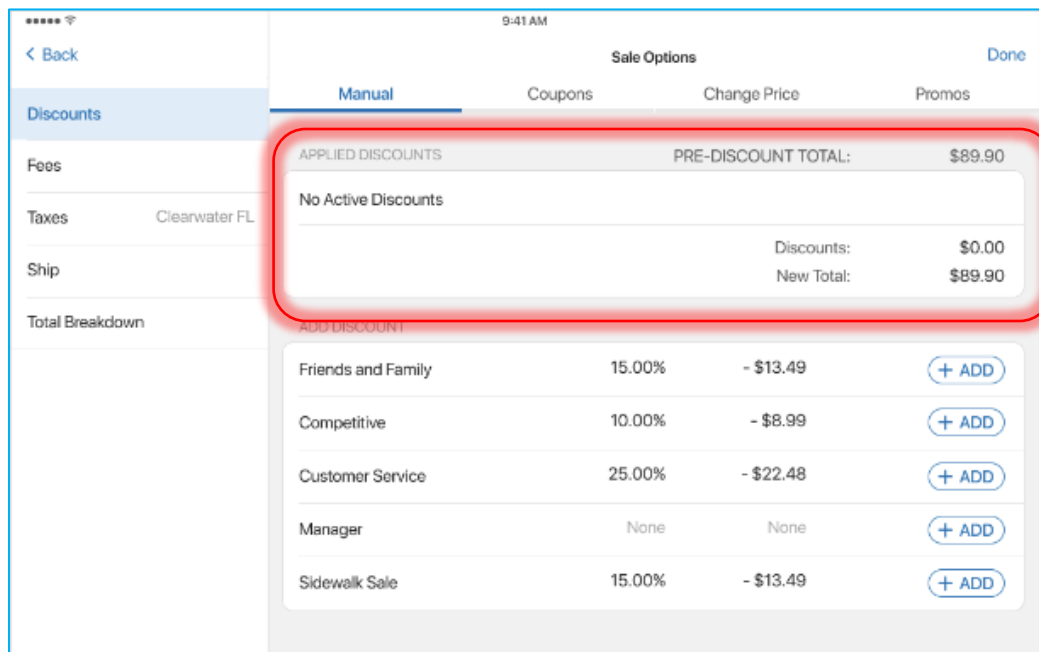 9:41 AM
< Back
Sale Options
Done
Manual Coupons Change Price Promos
Discounts
Fees
Taxes Clearwater FL
Ship
Total Breakdown
APPLIED DISCOUNTS PRE-DISCOUNT TOTAL: $89.90
No Active Discounts
Discounts: $0.00
New Total: $89.90
ADD DISCOUNT
Friends and Family 15.00% - $13.49 + ADD
Competitive 10.00% - $8.99 + ADD
Customer Service 25.00% - $22.48 + ADD
Manager None None + ADD
Sidewalk Sale 15.00% - $13.49 + ADD